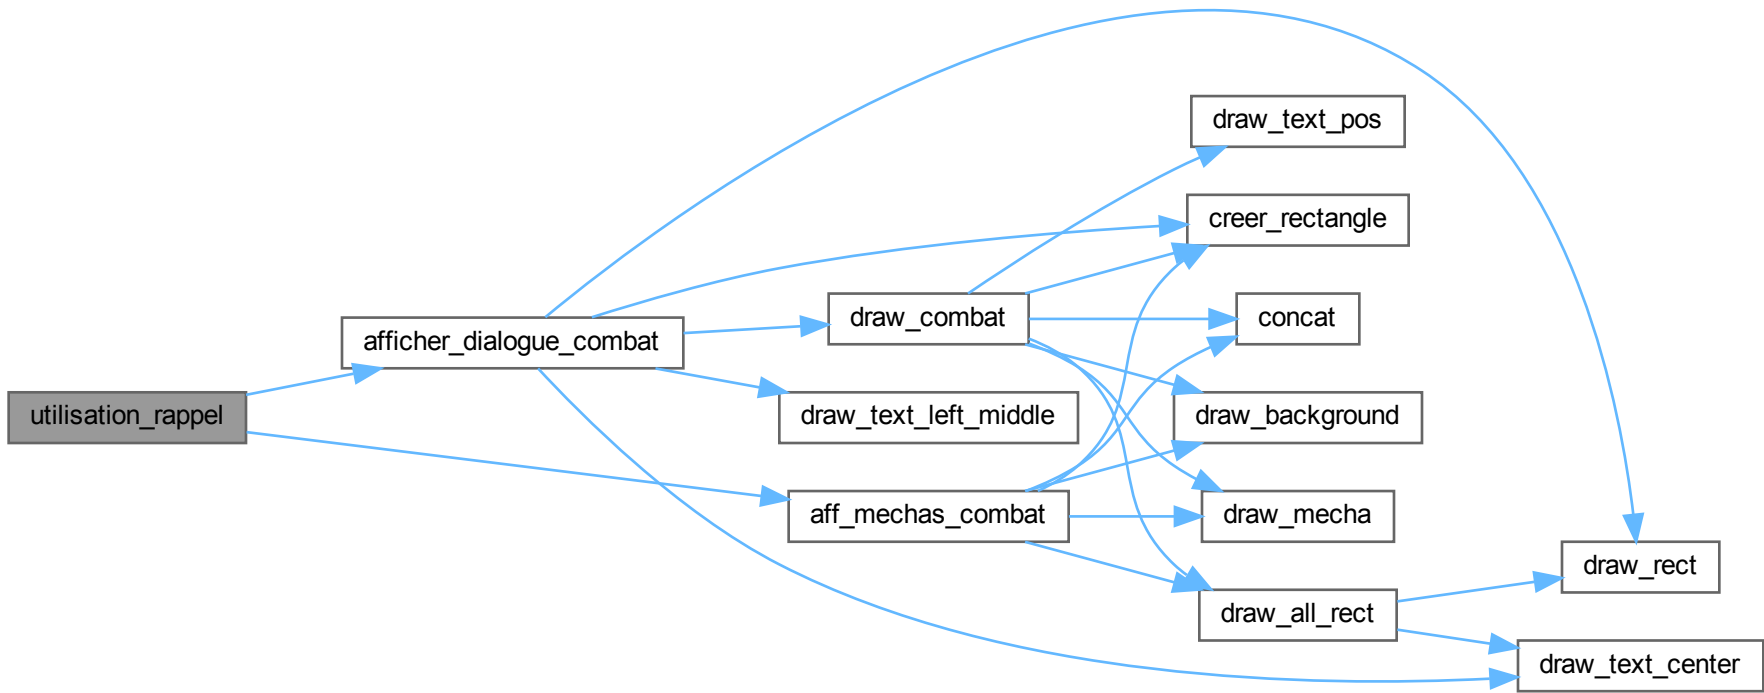 utilisation_rappel
afficher_dialogue_combat
aff_mechas_combat
draw_combat
draw_text_left_middle
draw_text_pos
creer_rectangle
concat
draw_background
draw_mecha
draw_all_rect
draw_rect
draw_text_center